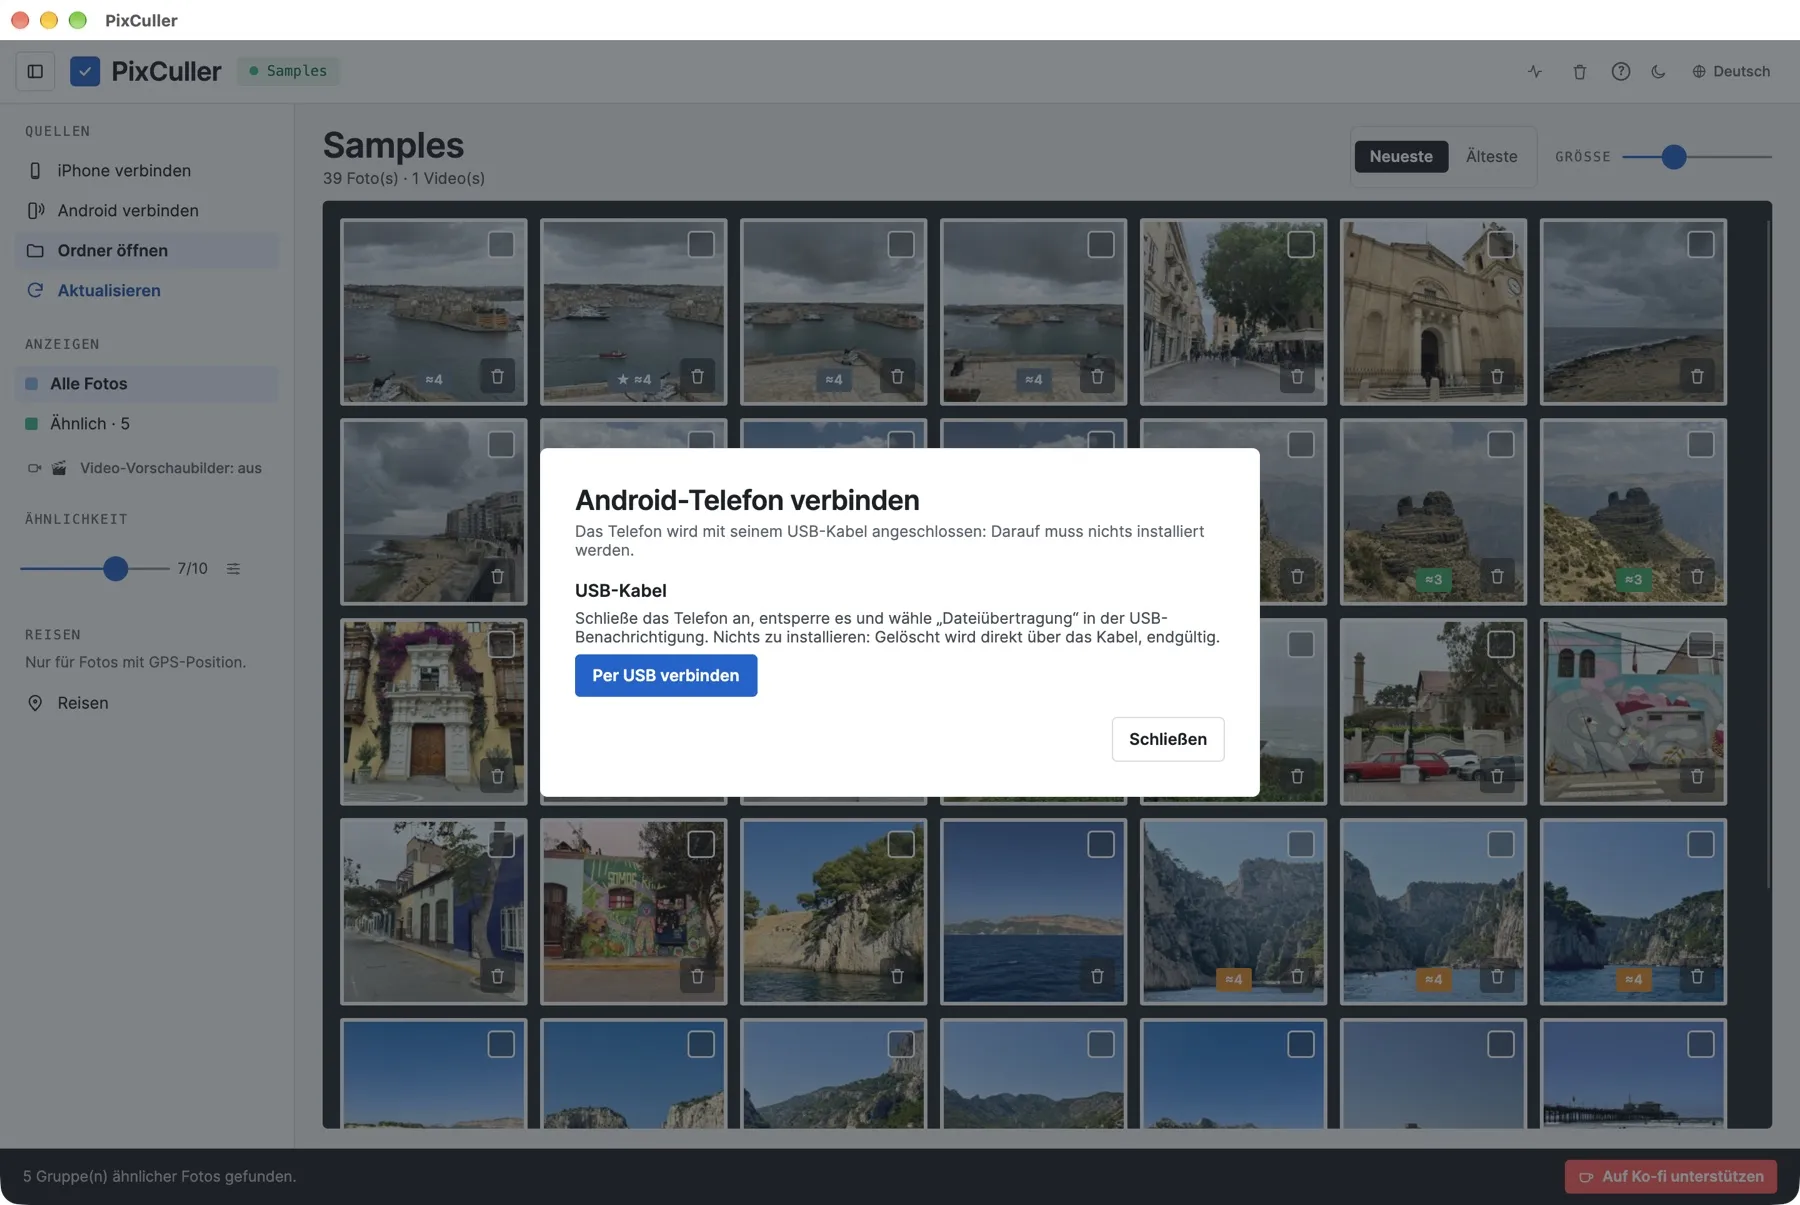 PixCuller
PixCuller
Samples
Deutsch
QUELLEN
iPhone verbinden
Android verbinden
Ordner öffnen
Aktualisieren
ANZEIGEN
Alle Fotos
Ähnlich · 5
Video-Vorschaubilder: aus
ÄHNLICHKEIT
7/10
REISEN
Nur für Fotos mit GPS-Position.
Reisen
Samples
39 Foto(s) · 1 Video(s)
Neueste
Älteste
GRÖSSE
≈4
★ ≈4
≈4
≈4
Android-Telefon verbinden
Das Telefon wird mit seinem USB-Kabel angeschlossen: Darauf muss nichts installiert
werden.
USB-Kabel
Schließe das Telefon an, entsperre es und wähle „Dateiübertragung“ in der USB-
Benachrichtigung. Nichts zu installieren: Gelöscht wird direkt über das Kabel, endgültig.
Per USB verbinden
Schließen
≈3
≈3
SOMOS
≈4
≈4
≈4
5 Gruppe(n) ähnlicher Fotos gefunden.
Auf Ko-fi unterstützen